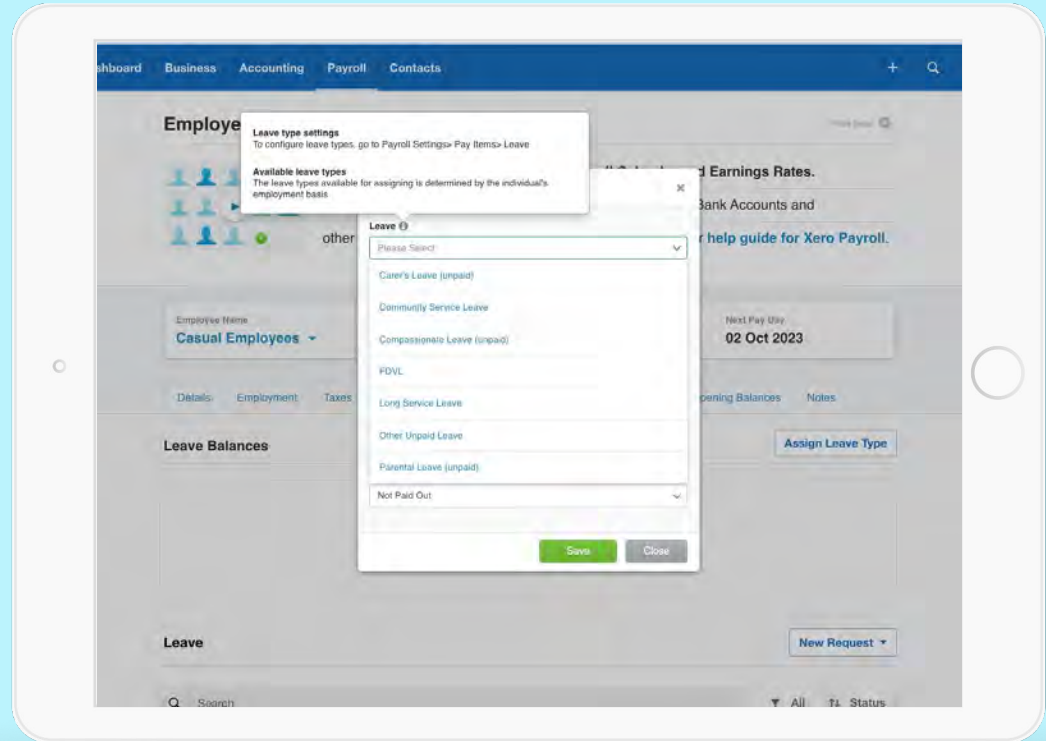 shboard Business Accounting Payroll Contacts
Employe
Leave type settings
To configure leave types, go to Payroll Settings> Pay Items> Leave
Available leave types
The leave types available for assigning is determined by the individual's
employment basis
d Earnings Rates.
Bank Accounts and
other
r help guide for Xero Payroll.
Leave
Please Select
Carer's Leave (unpaid)
Community Service Leave
Compassionate Leave (unpaid)
FDVL
Long Service Leave
Other Unpaid Leave
Parental Leave (unpaid)
Not Paid Out
Save Close
Employee Name
Casual Employees
Next Pay Day
02 Oct 2023
Details Employment Taxes
pening Balances Notes
Leave Balances
Assign Leave Type
Leave
New Request
Search
All Status